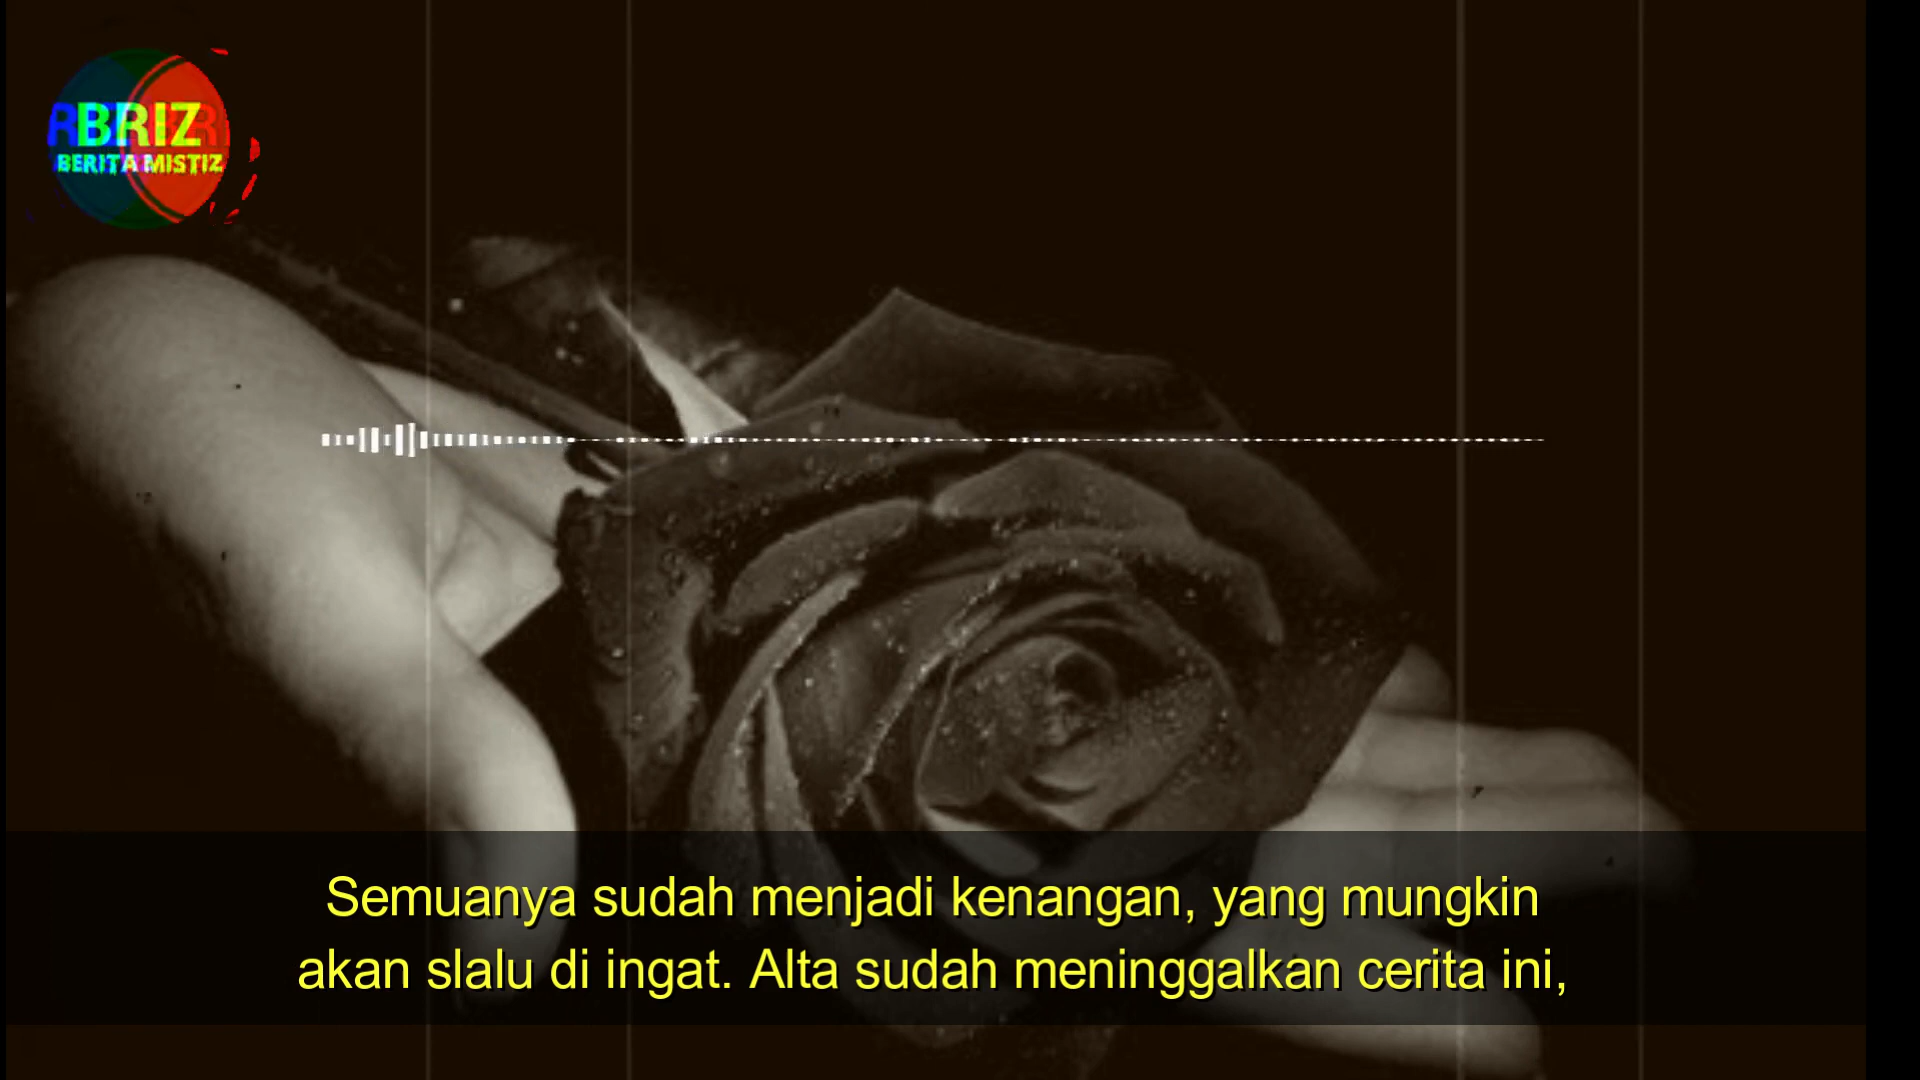 BRIZ
BERITA MISTIZ
Semuanya sudah menjadi kenangan, yang mungkin
akan slalu di ingat. Alta sudah meninggalkan cerita ini,